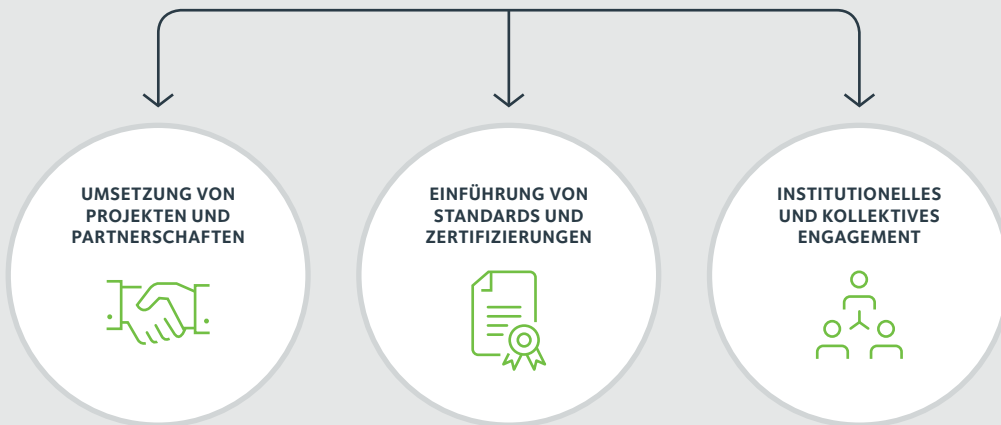 UMSETZUNG VON
PROJEKTEN UND
PARTNERSCHAFTEN
EINFÜHRUNG VON
STANDARDS UND
ZERTIFIZIERUNGEN
INSTITUTIONELLES
UND KOLLEKTIVES
ENGAGEMENT